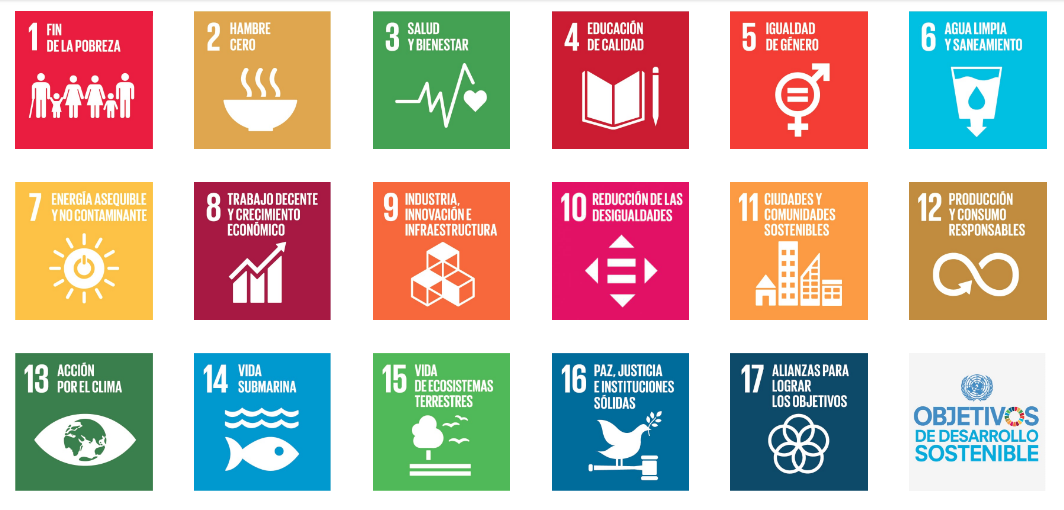 1 FIN
DE LA POBREZA
2 HAMBRE
CERO
3 SALUD
Y BIENESTAR
4 EDUCACIÓN
DE CALIDAD
5 IGUALDAD
DE GÉNERO
6 AGUA LIMPIA
Y SANEAMIENTO
7 ENERGÍA ASEQUIBLE
Y NO CONTAMINANTE
8 TRABAJO DECENTE
Y CRECIMIENTO
ECONÓMICO
9 INDUSTRIA,
INNOVACIÓN E
INFRAESTRUCTURA
10 REDUCCIÓN DE LAS
DESIGUALDADES
11 CIUDADES Y
COMUNIDADES
SOSTENIBLES
12 PRODUCCIÓN
Y CONSUMO
RESPONSABLES
13 ACCIÓN
POR EL CLIMA
14 VIDA
SUBMARINA
15 VIDA
DE ECOSISTEMAS
TERRESTRES
16 PAZ, JUSTICIA
E INSTITUCIONES
SÓLIDAS
17 ALIANZAS PARA
LOGRAR
LOS OBJETIVOS
OBJETIVOS
DE DESARROLLO
SOSTENIBLE